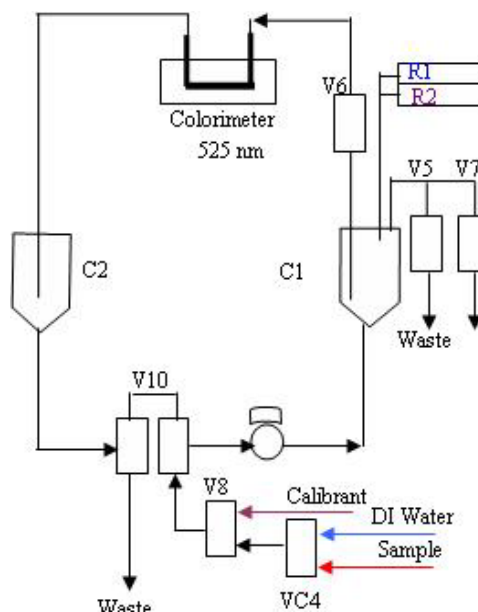 R1
R2
V6
Colorimeter
525 nm
V5
V7
C2
C1
Waste
V10
V8
Calibrant
DI Water
Sample
VC4
Waste